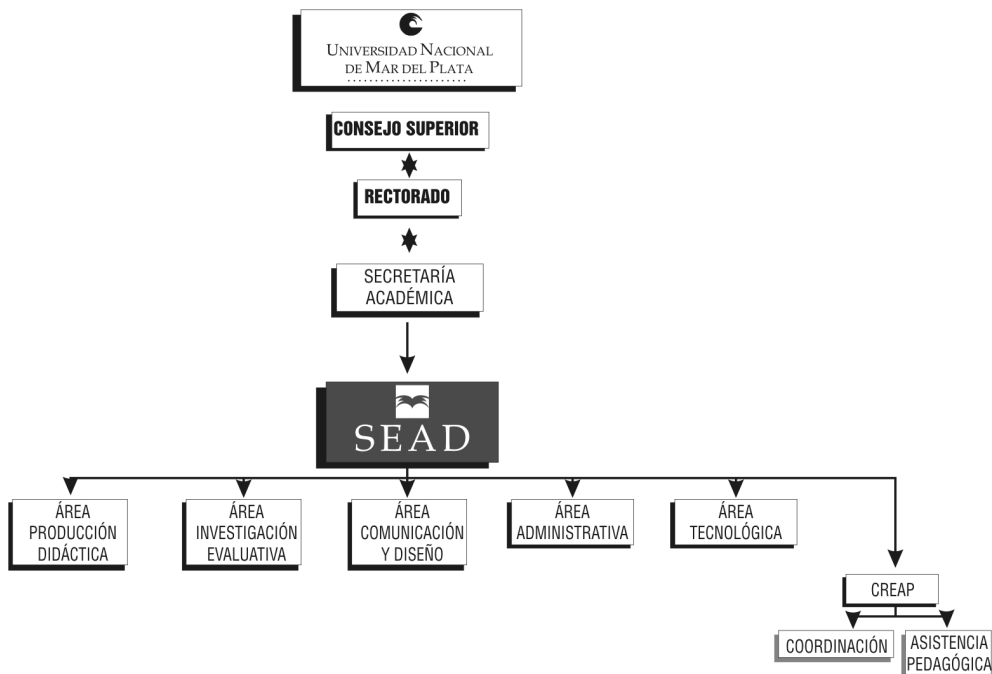 UNIVERSIDAD NACIONAL
DE MAR DEL PLATA
CONSEJO SUPERIOR
RECTORADO
SECRETARÍA
ACADÉMICA
SEAD
ÁREA
PRODUCCIÓN
DIDÁCTICA
ÁREA
INVESTIGACIÓN
EVALUATIVA
ÁREA
COMUNICACIÓN
Y DISEÑO
ÁREA
ADMINISTRATIVA
ÁREA
TECNOLÓGICA
CREAP
COORDINACIÓN
ASISTENCIA
PEDAGÓGICA